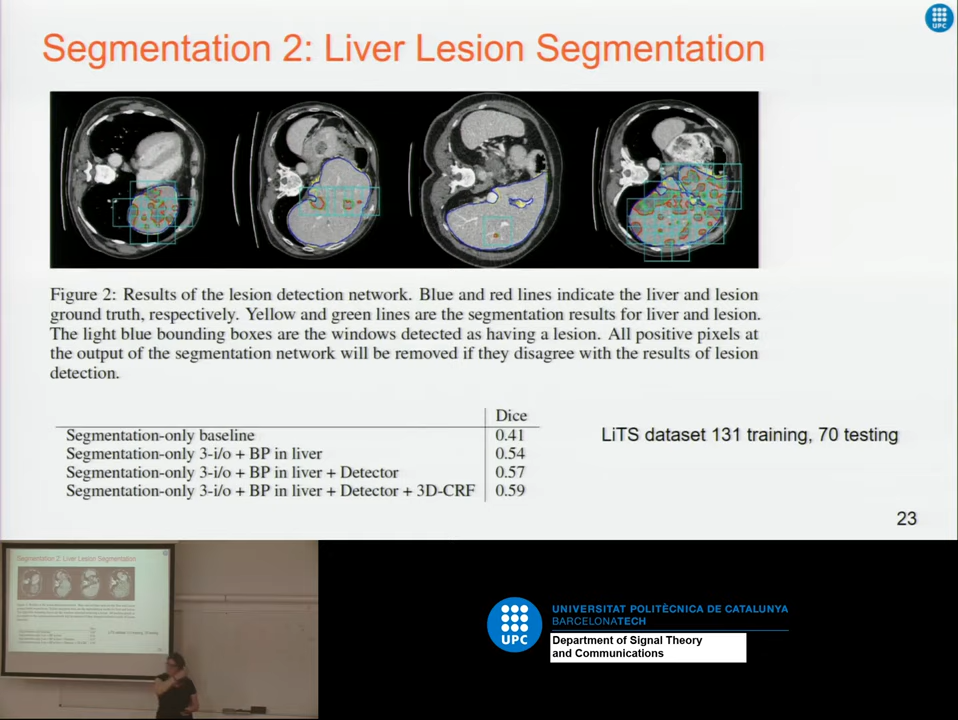 UPC
Segmentation 2: Liver Lesion Segmentation
Figure 2: Results of the lesion detection network. Blue and red lines indicate the liver and lesion
ground truth, respectively. Yellow and green lines are the segmentation results for liver and lesion.
The light blue bounding boxes are the windows detected as having a lesion. All positive pixels at
the output of the segmentation network will be removed if they disagree with the results of lesion
detection.
Dice
Segmentation-only baseline 0.41
Segmentation-only 3-i/o + BP in liver 0.54
Segmentation-only 3-i/o + BP in liver + Detector 0.57
Segmentation-only 3-i/o + BP in liver + Detector + 3D-CRF 0.59
LiTS dataset 131 training, 70 testing
23
Segmentation 2: Liver Lesion Segmentation
UPC
UNIVERSITAT POLITÈCNICA DE CATALUNYA
BARCELONATECH
Department of Signal Theory
and Communications